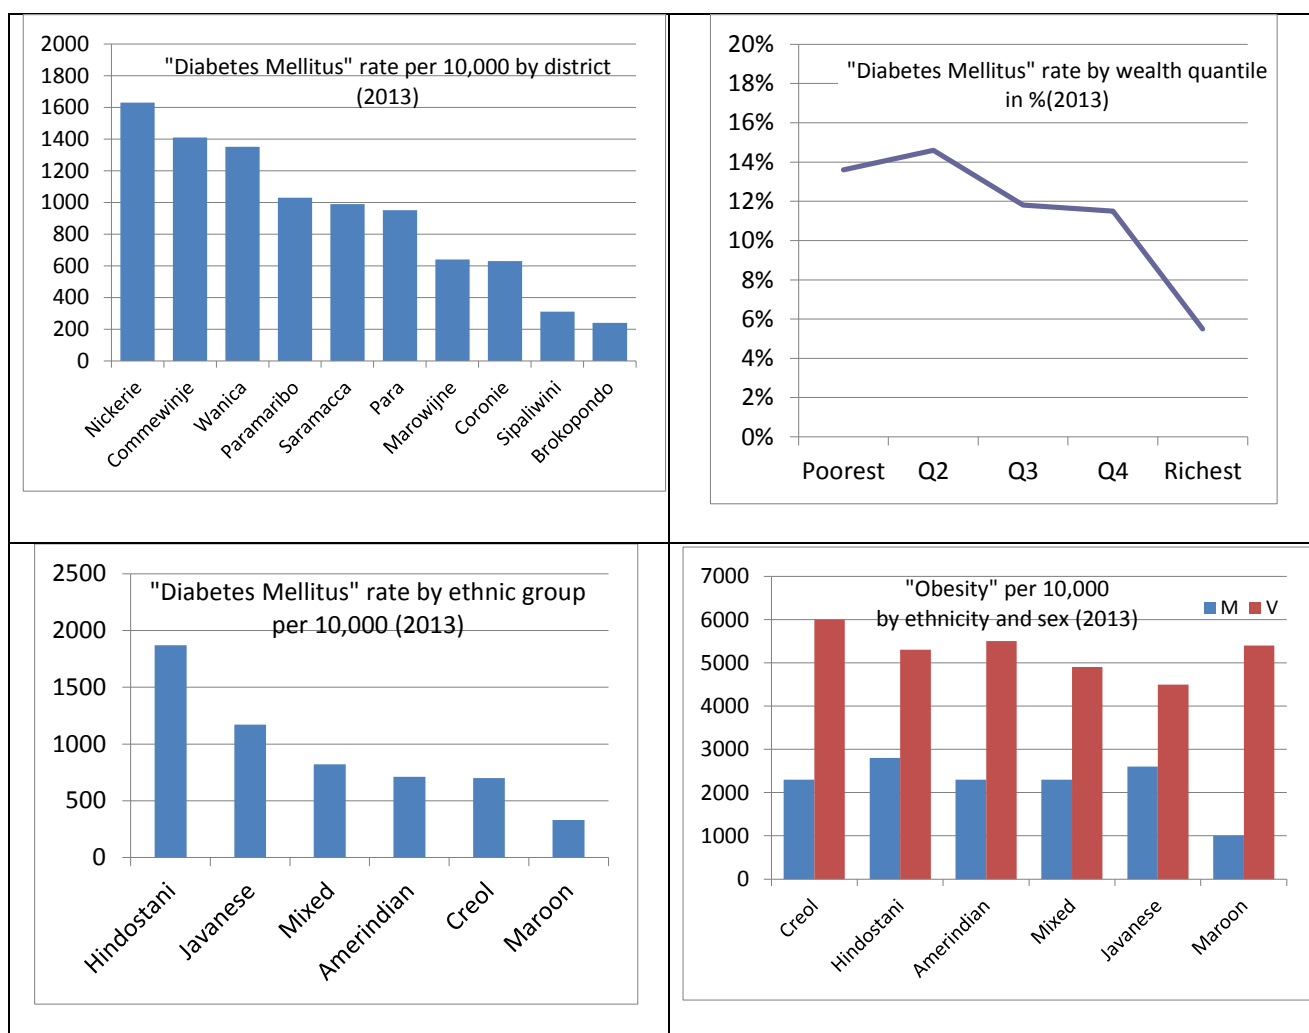 "Diabetes Mellitus" rate per 10,000 by district
(2013)
2000
1800
1600
1400
1200
1000
800
600
400
200
0
Nickerie
Commewinje
Wanica
Paramaribo
Saramacca
Para
Marowijne
Coronie
Sipaliwini
Brokopondo
"Diabetes Mellitus" rate by wealth quantile
in %(2013)
20%
18%
16%
14%
12%
10%
8%
6%
4%
2%
0%
Poorest Q2 Q3 Q4 Richest
"Diabetes Mellitus" rate by ethnic group
per 10,000 (2013)
2500
2000
1500
1000
500
0
Hindostani
Javanese
Mixed
Amerindian
Creol
Maroon
"Obesity" per 10,000
by ethnicity and sex (2013)
M V
7000
6000
5000
4000
3000
2000
1000
0
Creol
Hindostani
Amerindian
Mixed
Javanese
Maroon